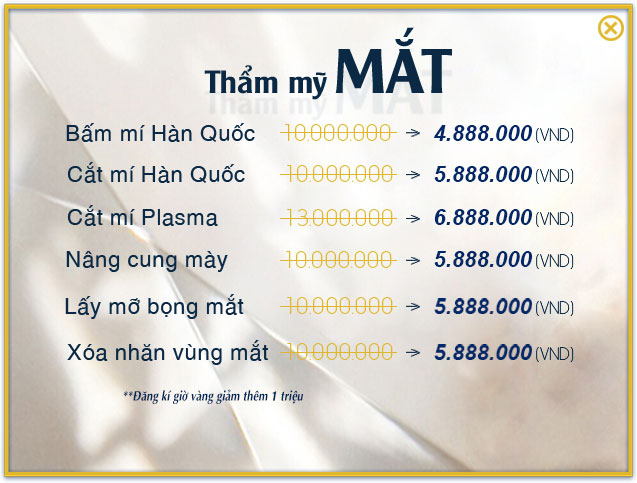 Thẩm mỹ MẮT
Bấm mí Hàn Quốc 10.000.000 → 4.888.000 (VND)
Cắt mí Hàn Quốc 10.000.000 → 5.888.000 (VND)
Cắt mí Plasma 13.000.000 → 6.888.000 (VND)
Nâng cung mày 10.000.000 → 5.888.000 (VND)
Lấy mỡ bọng mắt 10.000.000 → 5.888.000 (VND)
Xóa nhăn vùng mắt 10.000.000 → 5.888.000 (VND)
**Đăng kí giờ vàng giảm thêm 1 triệu